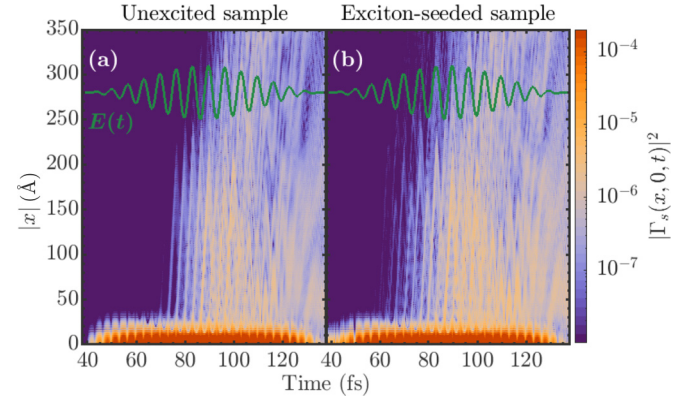 Unexcited sample
Exciton-seeded sample
(a)
(b)
E(t)
|x| (Å)
350
300
250
200
150
100
50
0
40 60 80 100 120
40 60 80 100 120
Time (fs)
10⁻⁴
10⁻⁵
10⁻⁶
10⁻⁷
|Γₛ(x, 0, t)|²